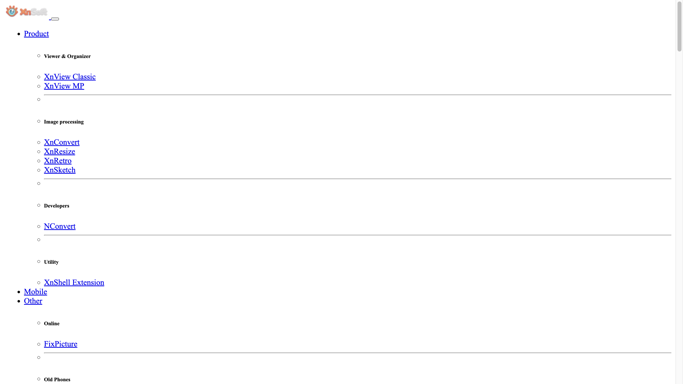 XnSoft
Product
Viewer & Organizer
XnView Classic
XnView MP
Image processing
XnConvert
XnResize
XnRetro
XnSketch
Developers
NConvert
Utility
XnShell Extension
Mobile
Other
Online
FixPicture
Old Phones